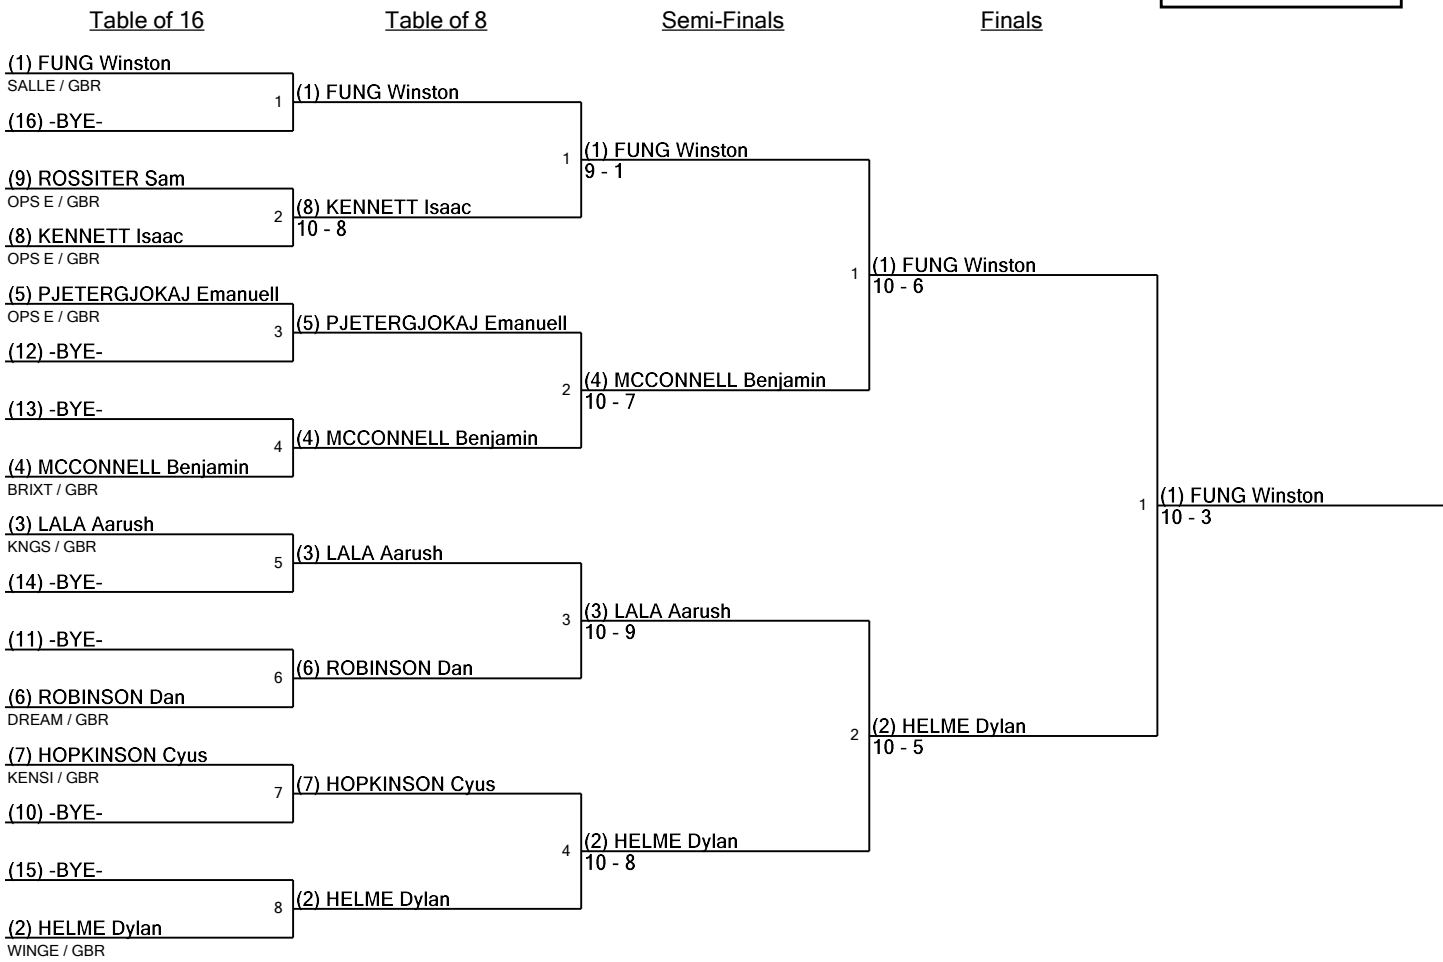 Table of 16
Table of 8
Semi-Finals
Finals
(1) FUNG Winston
SALLE / GBR
(16) -BYE-
(9) ROSSITER Sam
OPS E / GBR
(8) KENNETT Isaac
OPS E / GBR
(5) PJETERGJOKAJ Emanuell
OPS E / GBR
(12) -BYE-
(13) -BYE-
(4) MCCONNELL Benjamin
BRIXT / GBR
(3) LALA Aarush
KNGS / GBR
(14) -BYE-
(11) -BYE-
(6) ROBINSON Dan
DREAM / GBR
(7) HOPKINSON Cyus
KENSI / GBR
(10) -BYE-
(15) -BYE-
(2) HELME Dylan
WINGE / GBR
1 (1) FUNG Winston
2 (8) KENNETT Isaac
10 - 8
3 (5) PJETERGJOKAJ Emanuell
4 (4) MCCONNELL Benjamin
5 (3) LALA Aarush
6 (6) ROBINSON Dan
7 (7) HOPKINSON Cyus
8 (2) HELME Dylan
1 (1) FUNG Winston
9 - 1
2 (4) MCCONNELL Benjamin
10 - 7
3 (3) LALA Aarush
10 - 9
4 (2) HELME Dylan
10 - 8
1 (1) FUNG Winston
10 - 6
2 (2) HELME Dylan
10 - 5
1 (1) FUNG Winston
10 - 3